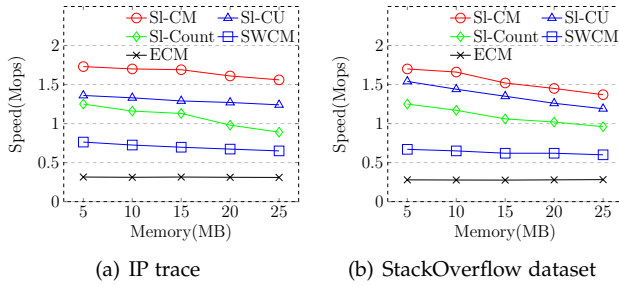 Sl-CM Sl-CU
Sl-Count SWCM
ECM
Speed(Mops)
2
1.5
1
0.5
0
5 10 15 20 25
Memory(MB)
(a) IP trace
Sl-CM Sl-CU
Sl-Count SWCM
ECM
Speed(Mops)
2
1.5
1
0.5
0
5 10 15 20 25
Memory(MB)
(b) StackOverflow dataset